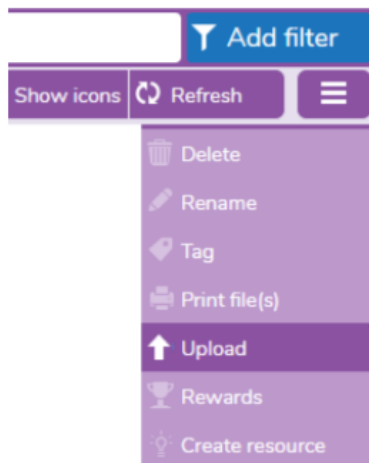 Add filter
Show icons Refresh
Delete
Rename
Tag
Print file(s)
Upload
Rewards
Create resource